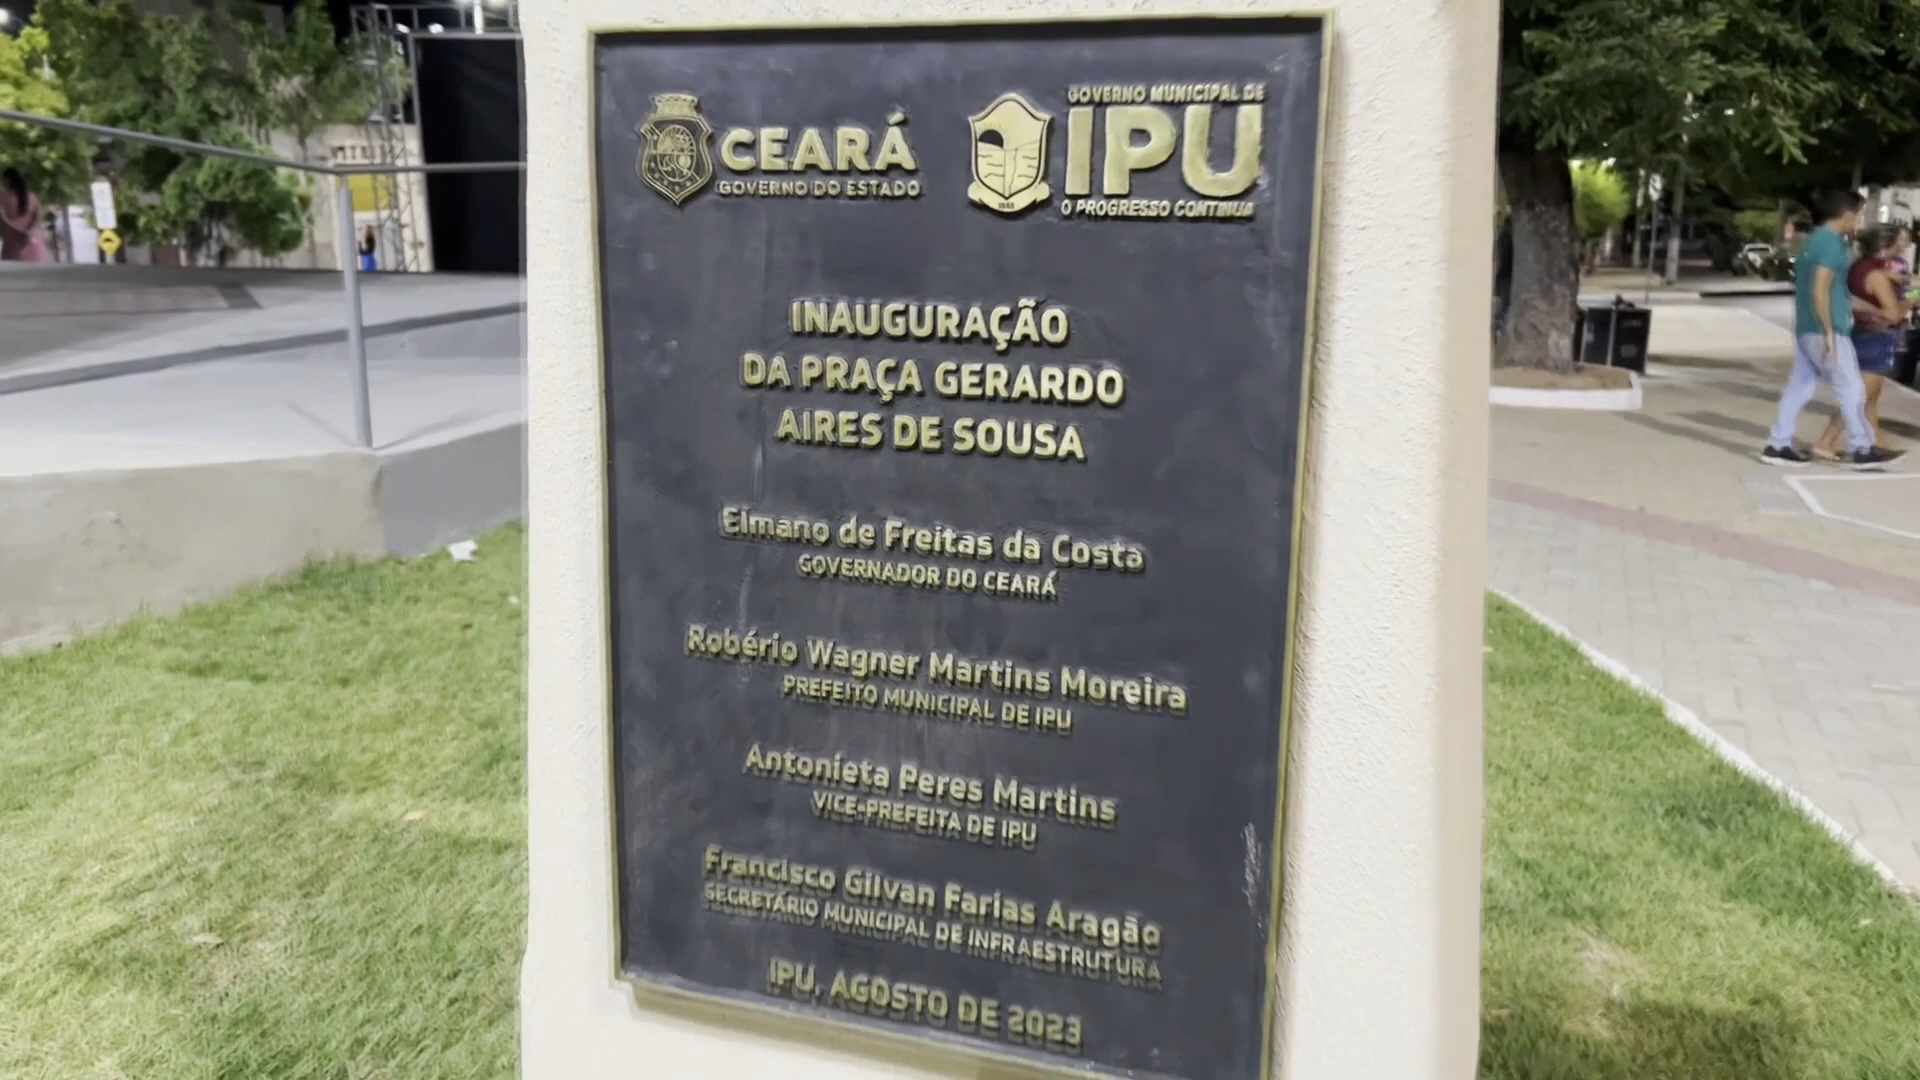 CEARÁ
GOVERNO DO ESTADO
GOVERNO MUNICIPAL DE
IPU
O PROGRESSO CONTINUA
INAUGURAÇÃO
DA PRAÇA GERARDO
AIRES DE SOUSA
Elmano de Freitas da Costa
GOVERNADOR DO CEARÁ
Robério Wagner Martins Moreira
PREFEITO MUNICIPAL DE IPU
Antonieta Peres Martins
VICE-PREFEITA DE IPU
Francisco Gilvan Farias Aragão
SECRETÁRIO MUNICIPAL DE INFRAESTRUTURA
IPU, AGOSTO DE 2023